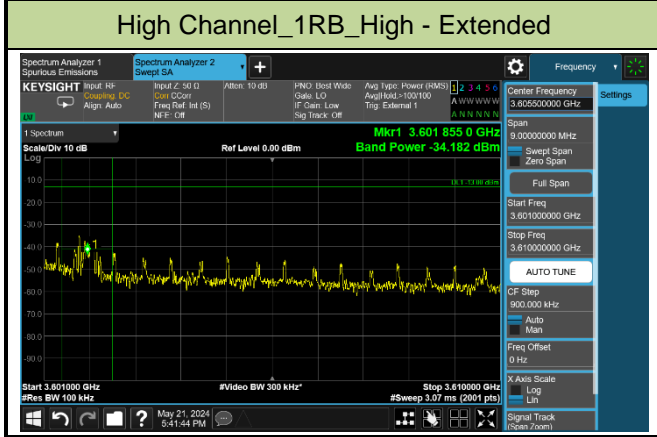 High Channel_1RB_High - Extended
Spectrum Analyzer 1
Spurious Emissions
Spectrum Analyzer 2
Swept SA
Frequency
KEYSIGHT
Input: RF
Coupling: DC
Align: Auto
Input Z: 50 Ω
Corr CCorr
Freq Ref: Int (S)
NFE: Off
Atten: 10 dB
PNO: Best Wide
Gate: LO
IF Gain: Low
Sig Track: Off
Avg Type: Power (RMS)
Avg|Hold:>100/100
Trig: External 1
1 2 3 4 5 6
A W W W W W
A N N N N N
LW
Center Frequency
3.605500000 GHz
Settings
Span
9.00000000 MHz
Swept Span
Zero Span
Full Span
Start Freq
3.601000000 GHz
Stop Freq
3.610000000 GHz
AUTO TUNE
CF Step
900.000 kHz
Auto
Man
Freq Offset
0 Hz
X Axis Scale
Log
Lin
Signal Track
(Span Zoom)
1 Spectrum
Scale/Div 10 dB
Log
Ref Level 0.00 dBm
Mkr1 3.601 855 0 GHz
Band Power -34.182 dBm
DL1 -13.00 dBm
-10.0
-20.0
-30.0
-40.0
-50.0
-60.0
-70.0
-80.0
-90.0
1
Start 3.601000 GHz
#Res BW 100 kHz
#Video BW 300 kHz*
Stop 3.610000 GHz
#Sweep 3.07 ms (2001 pts)
May 21, 2024
5:41:44 PM